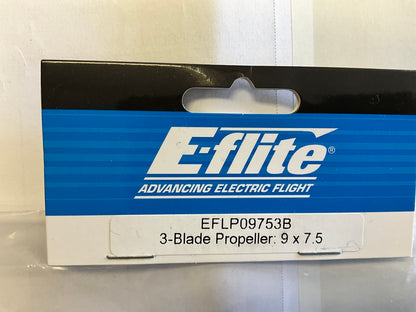 E-flite®
ADVANCING ELECTRIC FLIGHT
EFLP09753B
3-Blade Propeller: 9 x 7.5